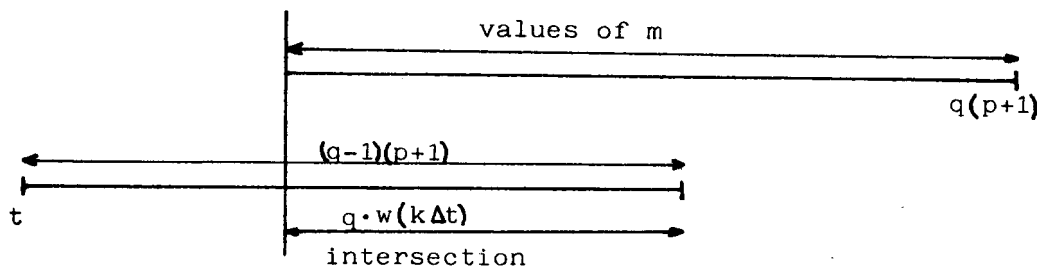 values of m
q(p+1)
(q-1)(p+1)
t
q·w(kΔt)
intersection